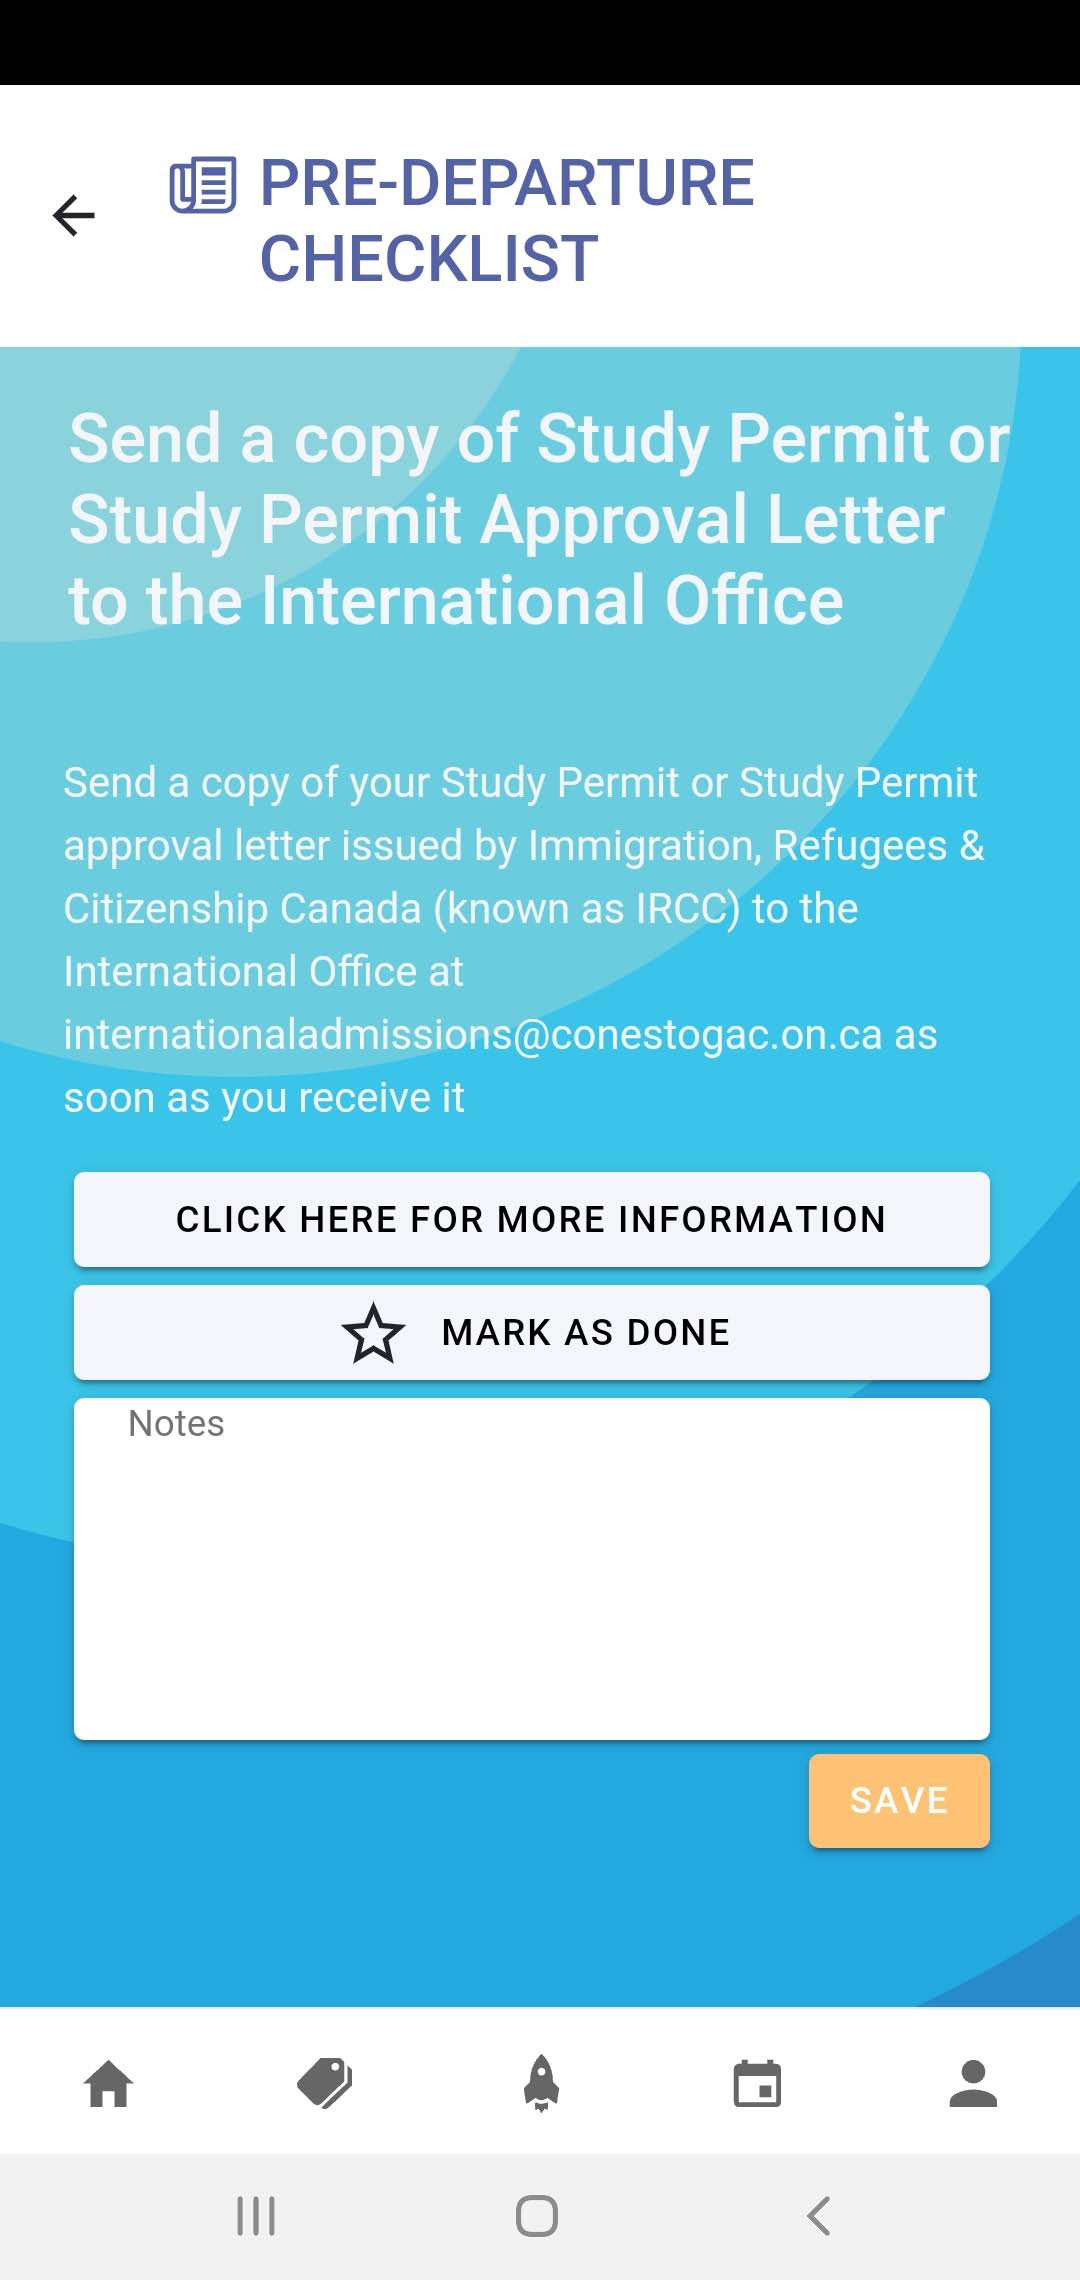 PRE-DEPARTURE
CHECKLIST
Send a copy of Study Permit or
Study Permit Approval Letter
to the International Office
Send a copy of your Study Permit or Study Permit
approval letter issued by Immigration, Refugees &
Citizenship Canada (known as IRCC) to the
International Office at
internationaladmissions@conestogac.on.ca as
soon as you receive it
CLICK HERE FOR MORE INFORMATION
MARK AS DONE
Notes
SAVE